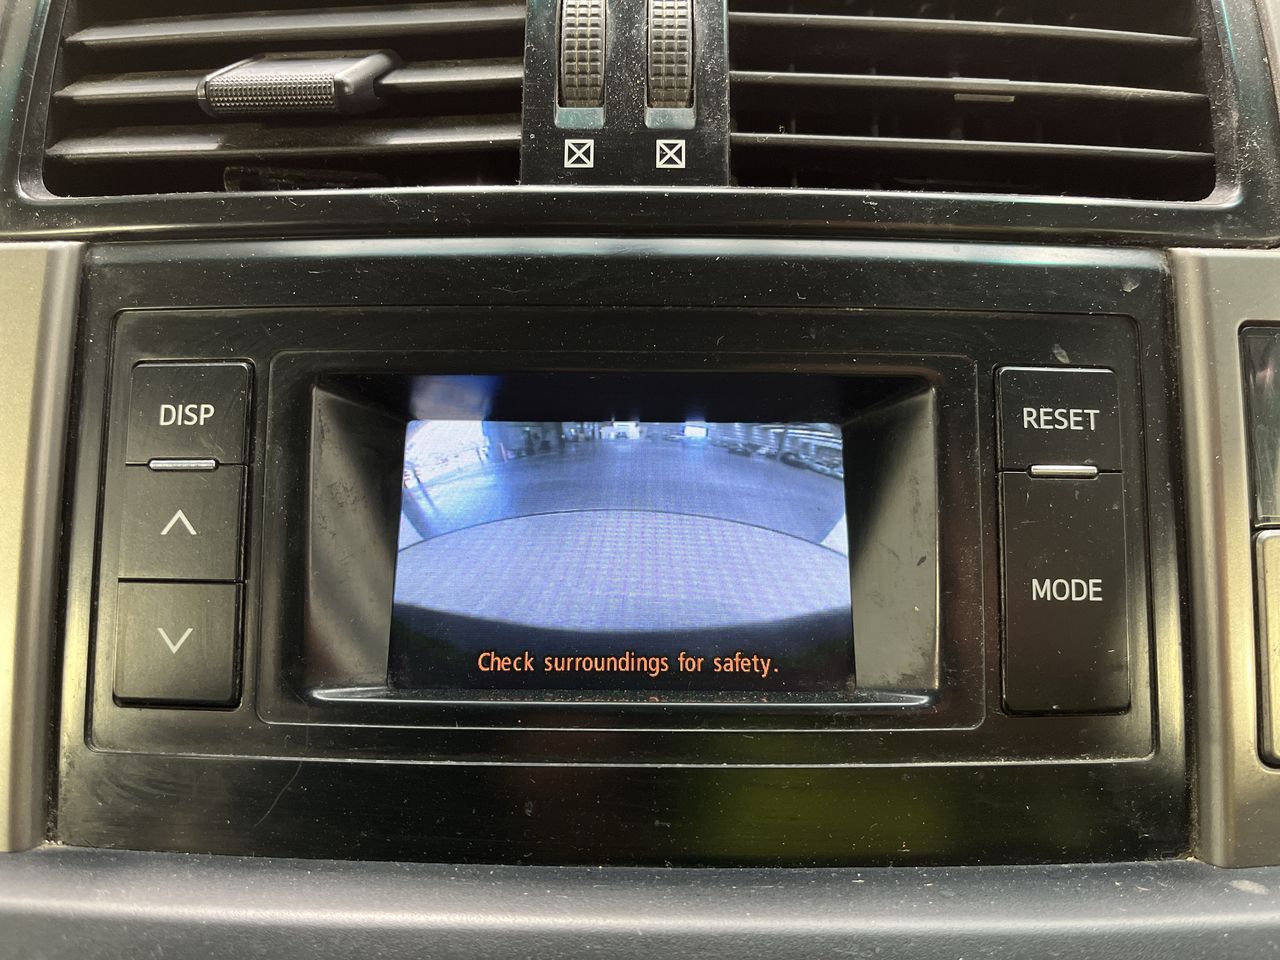 DISP
RESET
MODE
Check surroundings for safety.